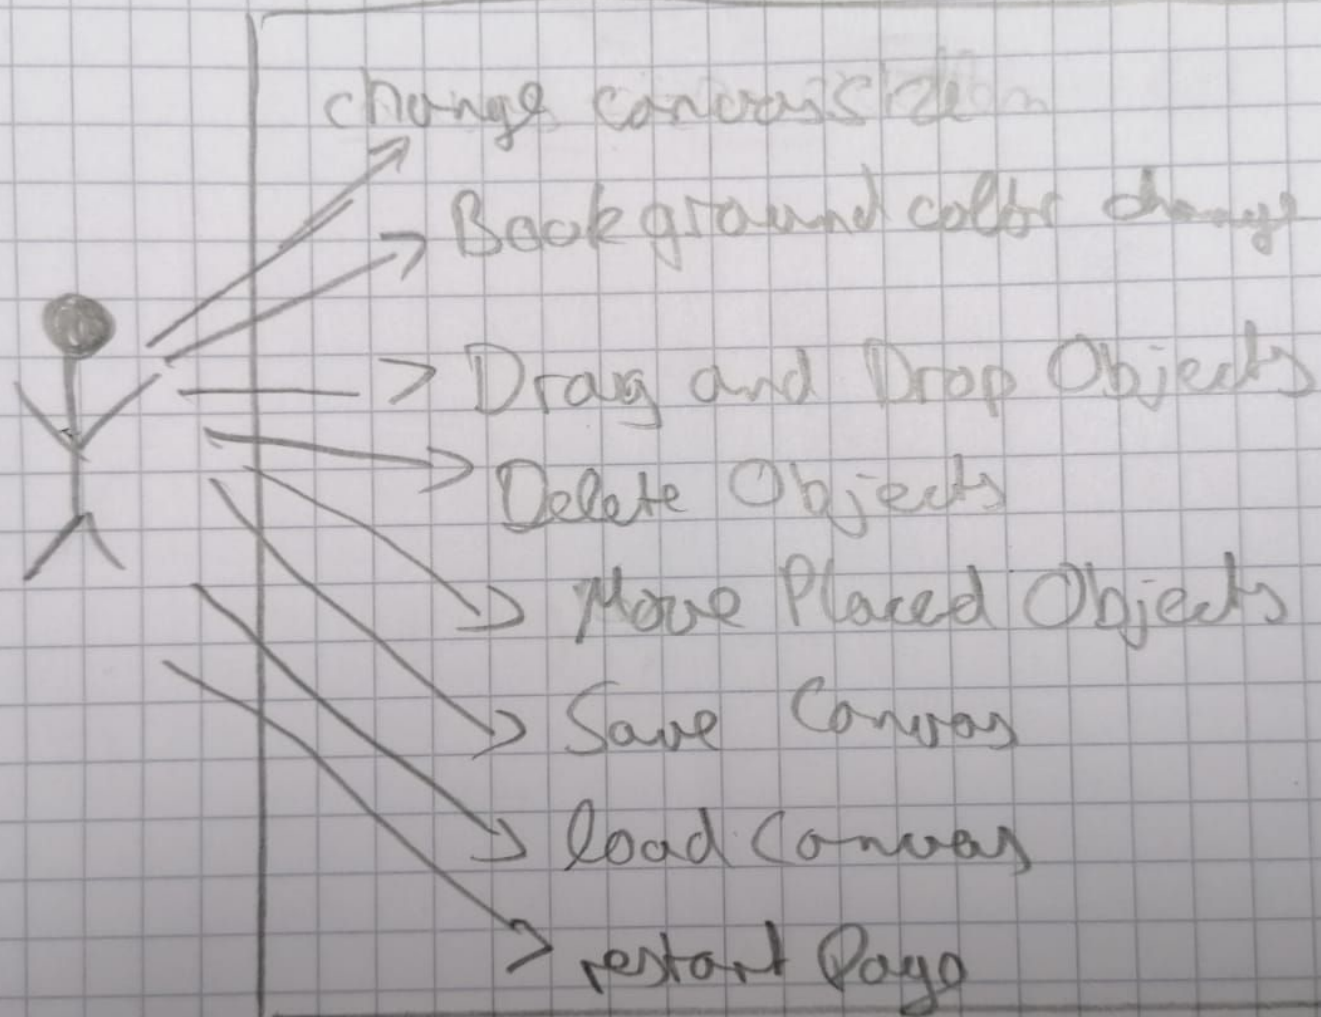 change canvas size
Background color change
Drag and Drop Objects
Delete Objects
Move Placed Objects
Save Canvas
load Canvas
restart Page